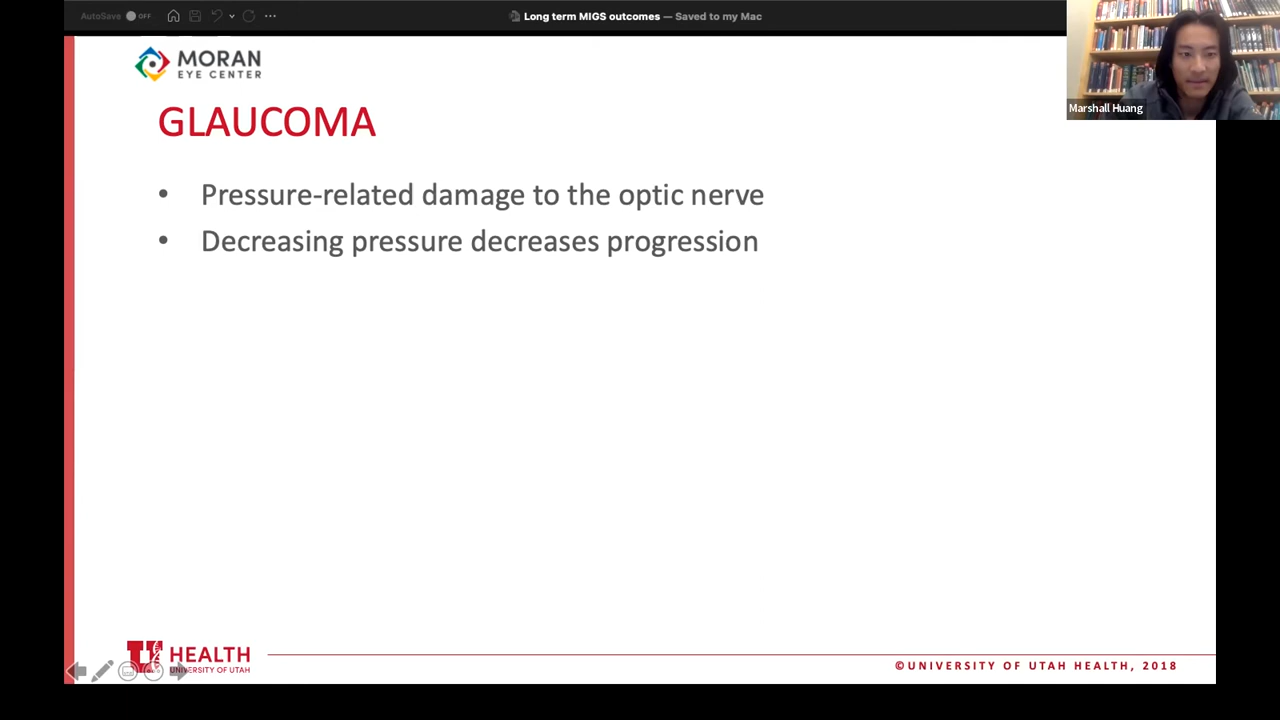 AutoSave OFF
Long term MIGS outcomes — Saved to my Mac
Marshall Huang
MORAN
EYE CENTER
GLAUCOMA
• Pressure-related damage to the optic nerve
• Decreasing pressure decreases progression
U HEALTH
UNIVERSITY OF UTAH
©UNIVERSITY OF UTAH HEALTH, 2018